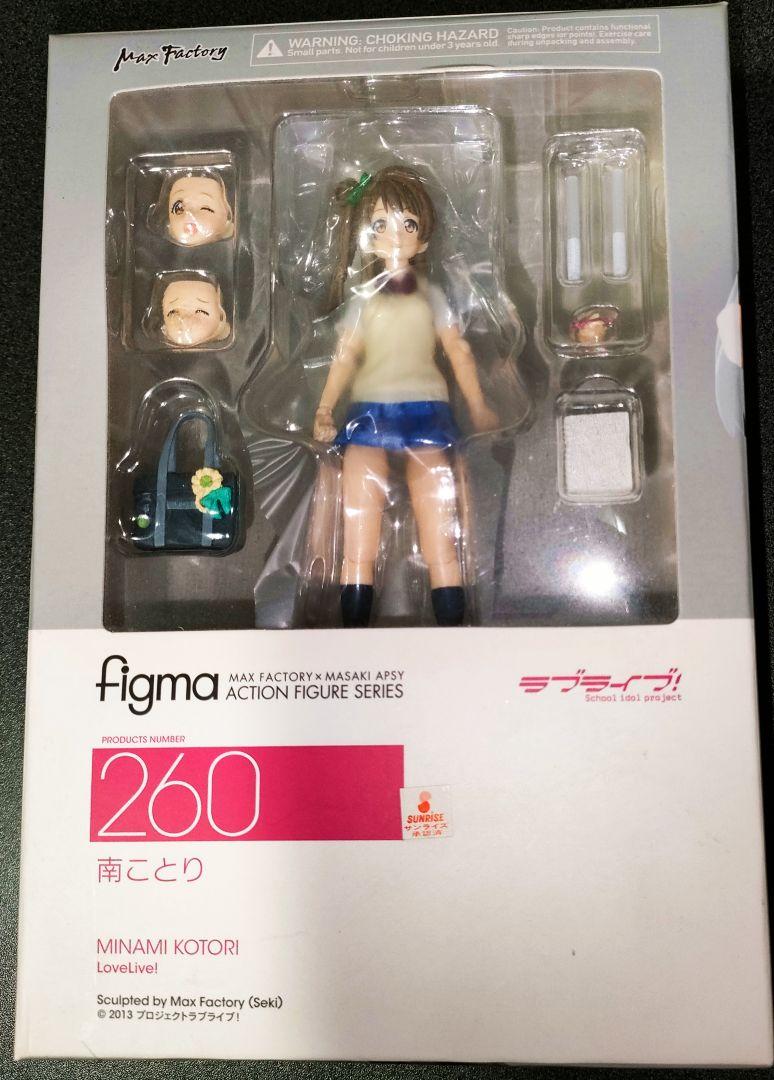 Max Factory
WARNING: CHOKING HAZARD
Small parts. Not for children under 3 years old.
Caution: Product contains functional
sharp edges (or points). Exercise care
during unpacking and assembly.
figma
MAX FACTORY × MASAKI APSY
ACTION FIGURE SERIES
ラブライブ!
School idol project
PRODUCTS NUMBER
260
SUNRISE
サンライズ
承認済
南ことり
MINAMI KOTORI
LoveLive!
Sculpted by Max Factory (Seki)
© 2013 プロジェクトラブライブ!